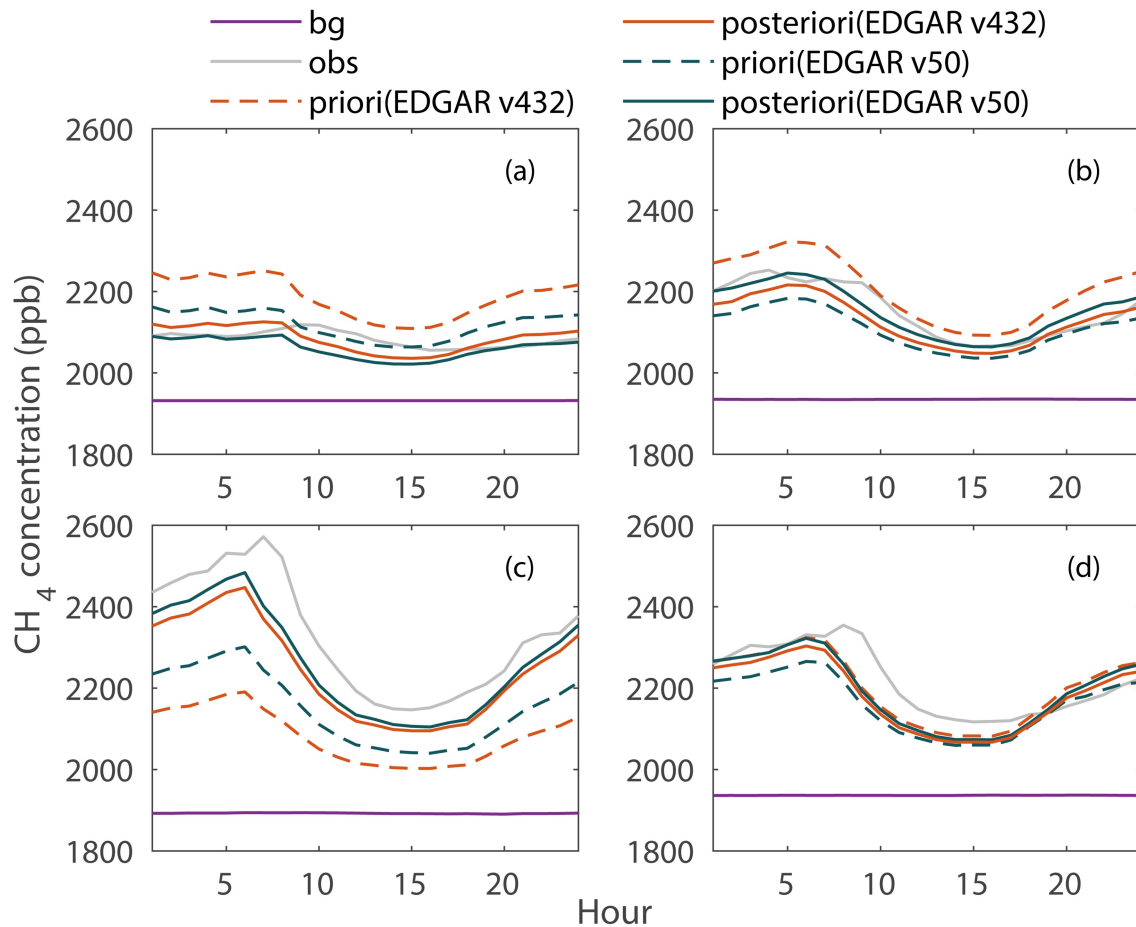 bg
obs
priori(EDGAR v432)
posteriori(EDGAR v432)
priori(EDGAR v50)
posteriori(EDGAR v50)
CH4 concentration (ppb)
2600
2400
2200
2000
1800
(a)
5 10 15 20
2600
2400
2200
2000
1800
(b)
5 10 15 20
2600
2400
2200
2000
1800
(c)
5 10 15 20
2600
2400
2200
2000
1800
(d)
5 10 15 20
Hour